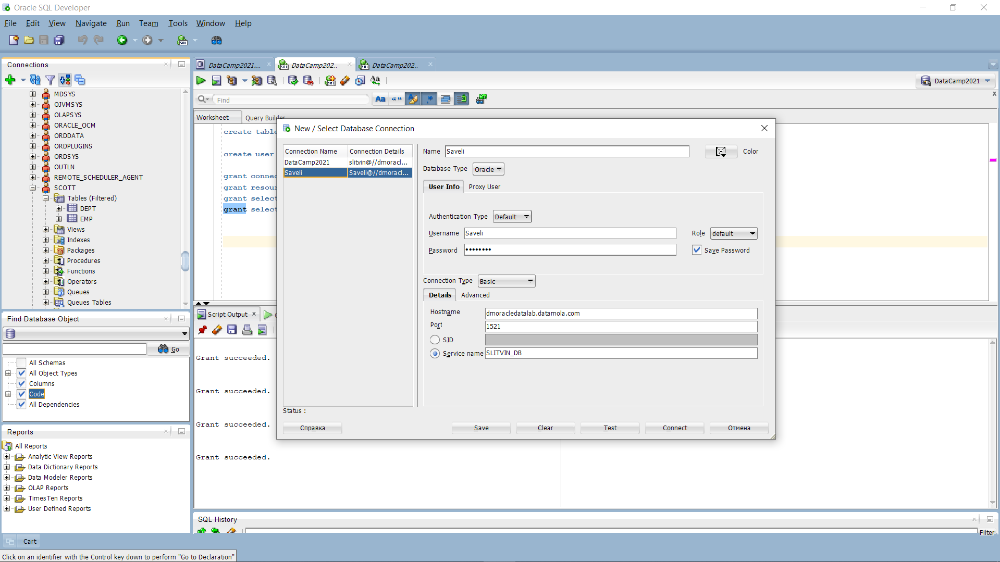 Oracle SQL Developer
File Edit View Navigate Run Team Tools Window Help
Connections
MDSYS
OJVMSYS
OLAPSYS
ORACLE_OCM
ORDDATA
ORDPLUGINS
ORDSYS
OUTLN
REMOTE_SCHEDULER_AGENT
SCOTT
Tables (Filtered)
DEPT
EMP
Views
Indexes
Packages
Procedures
Functions
Operators
Queues
Queues Tables
Find Database Object
Go
All Schemas
All Object Types
Columns
Code
All Dependencies
Reports
All Reports
Analytic View Reports
Data Dictionary Reports
Data Modeler Reports
OLAP Reports
TimesTen Reports
User Defined Reports
DataCamp2021.... DataCamp202.. DataCamp202..
DataCamp2021
Find
Aa
Worksheet Query Builder
create table
create user
grant connec
grant resour
grant select
grant select
New / Select Database Connection
Connection Name Connection Details
DataCamp2021 slitvin@//dmoracl...
Saveli Saveli@//dmoracl...
Name Saveli Color
Database Type Oracle
User Info Proxy User
Authentication Type Default
Username Saveli Role default
Password •••••••• Save Password
Connection Type Basic
Details Advanced
Hostname dmoracledatalab.datamola.com
Port 1521
SID
Service name SLITVIN_DB
Status :
Справка Save Clear Test Connect Отмена
Script Output
Grant succeeded.
Grant succeeded.
Grant succeeded.
Grant succeeded.
SQL History
Filter
Cart
Click on an identifier with the Control key down to perform "Go to Declaration"